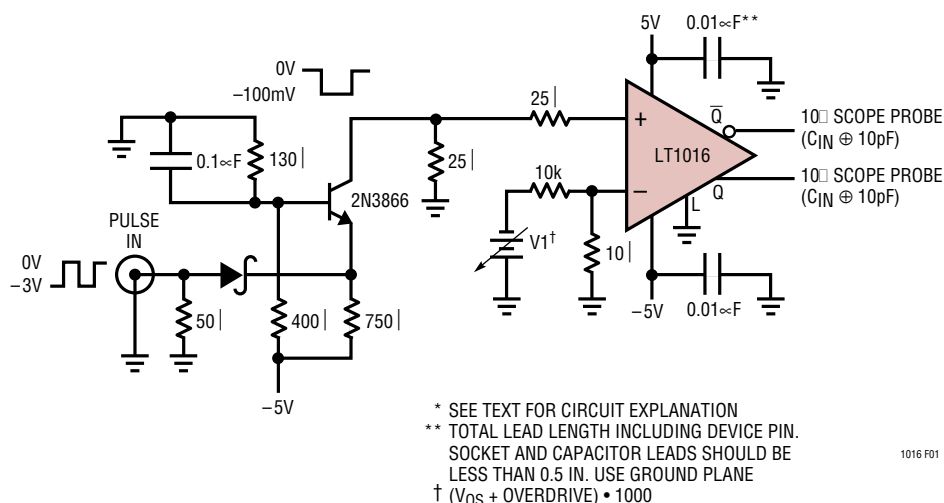 5V
0.01∝F**
0V
−100mV
25|
+
Q̅
10□ SCOPE PROBE
(CIN ⊕ 10pF)
LT1016
0.1∝F
130|
25|
10k
−
Q
10□ SCOPE PROBE
(CIN ⊕ 10pF)
2N3866
L
PULSE
IN
V1†
10|
0V
−3V
50|
400|
750|
−5V
0.01∝F
−5V
* SEE TEXT FOR CIRCUIT EXPLANATION
** TOTAL LEAD LENGTH INCLUDING DEVICE PIN.
SOCKET AND CAPACITOR LEADS SHOULD BE
LESS THAN 0.5 IN. USE GROUND PLANE
† (VOS + OVERDRIVE) • 1000
1016 F01